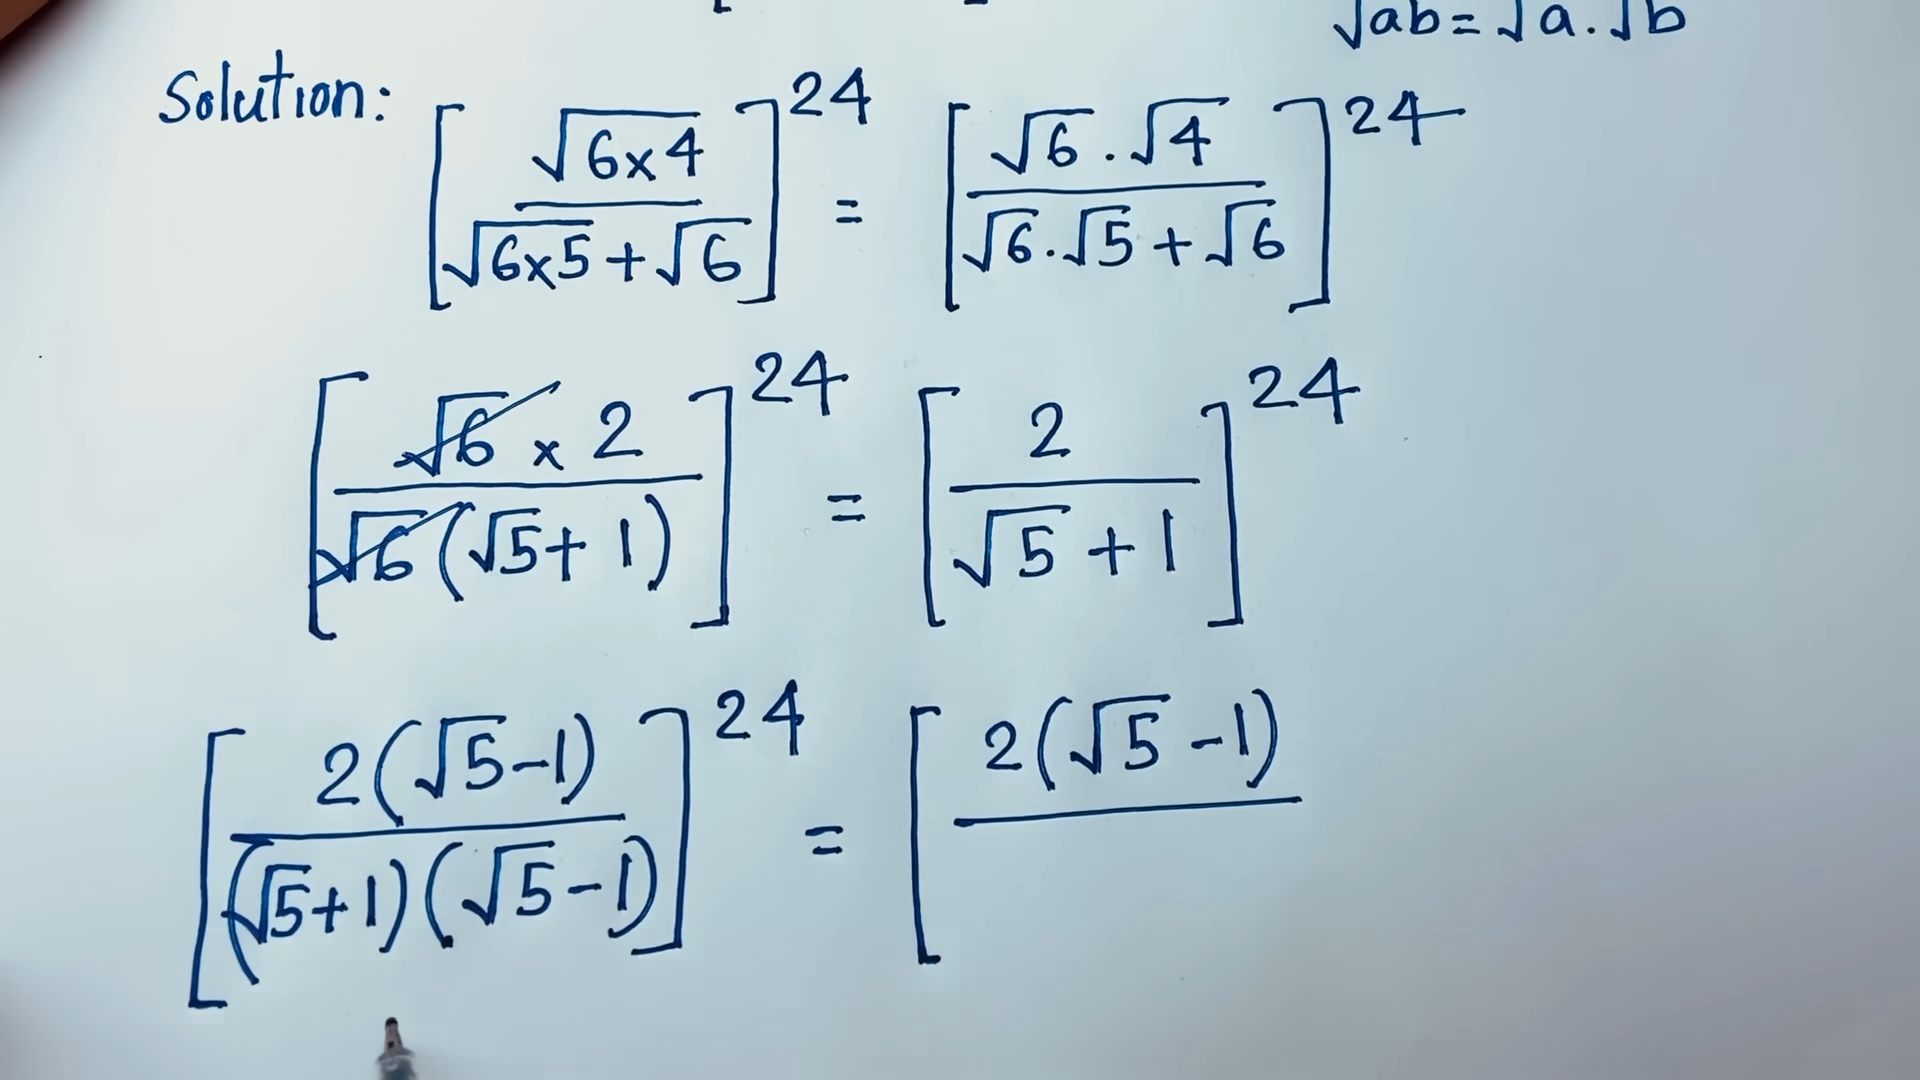 √ab = √a . √b
Solution: [ √6x4 / √6x5 + √6 ]^24 = [ √6 . √4 / √6 . √5 + √6 ]^24
[ √6 x 2 / √6 (√5 + 1) ]^24 = [ 2 / √5 + 1 ]^24
[ 2(√5-1) / (√5+1)(√5-1) ]^24 = [ 2(√5-1)